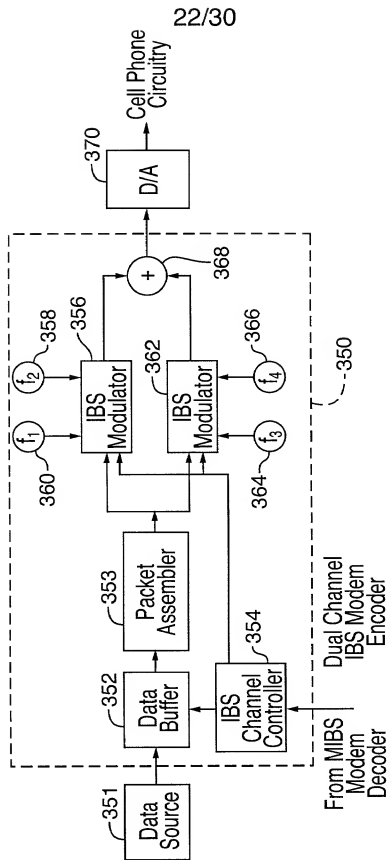 22/30
351
Data
Source
352
Data
Buffer
353
Packet
Assembler
354
IBS
Channel
Controller
From MIBS
Modem
Decoder
Dual Channel
IBS Modem
Encoder
350
360
f1
358
f2
356
IBS
Modulator
362
IBS
Modulator
364
f3
366
f4
+
368
370
D/A
Cell Phone
Circuitry